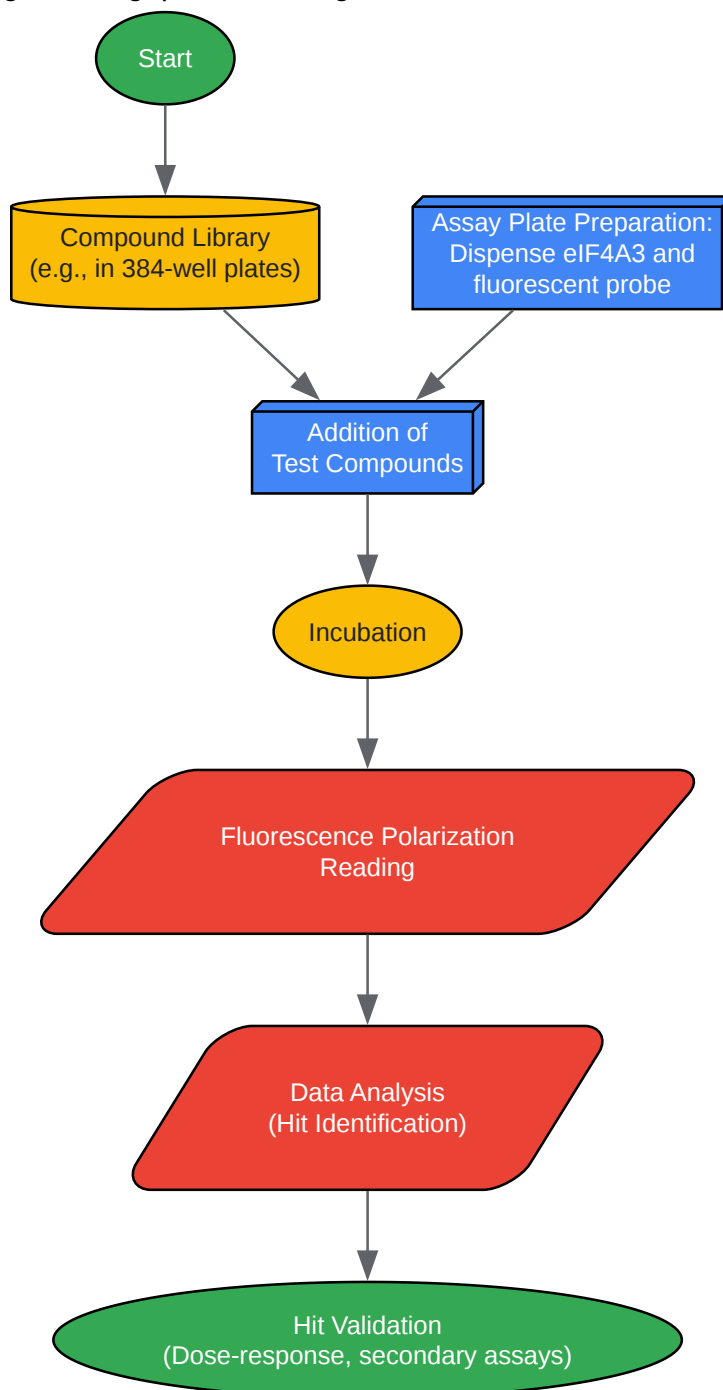 Start
Compound Library
(e.g., in 384-well plates)
Assay Plate Preparation:
Dispense eIF4A3 and
fluorescent probe
Addition of
Test Compounds
Incubation
Fluorescence Polarization
Reading
Data Analysis
(Hit Identification)
Hit Validation
(Dose-response, secondary assays)